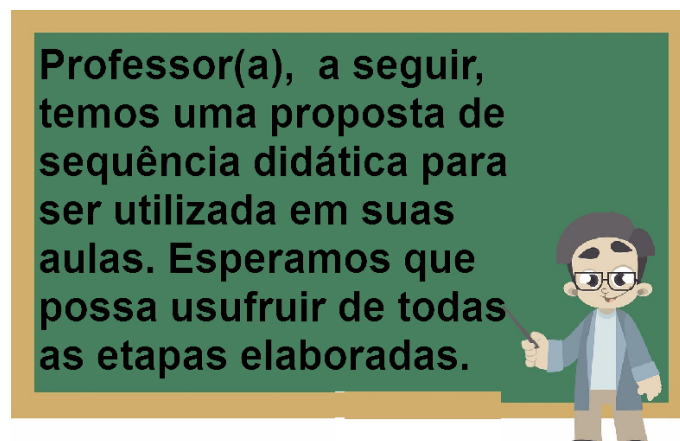 Professor(a), a seguir,
temos uma proposta de
sequência didática para
ser utilizada em suas
aulas. Esperamos que
possa usufruir de todas
as etapas elaboradas.